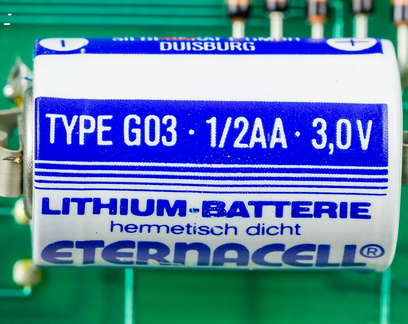 DUISBURG
TYPE G03 · 1/2AA · 3,0V
LITHIUM-BATTERIE
hermetisch dicht
ETERNACELL®